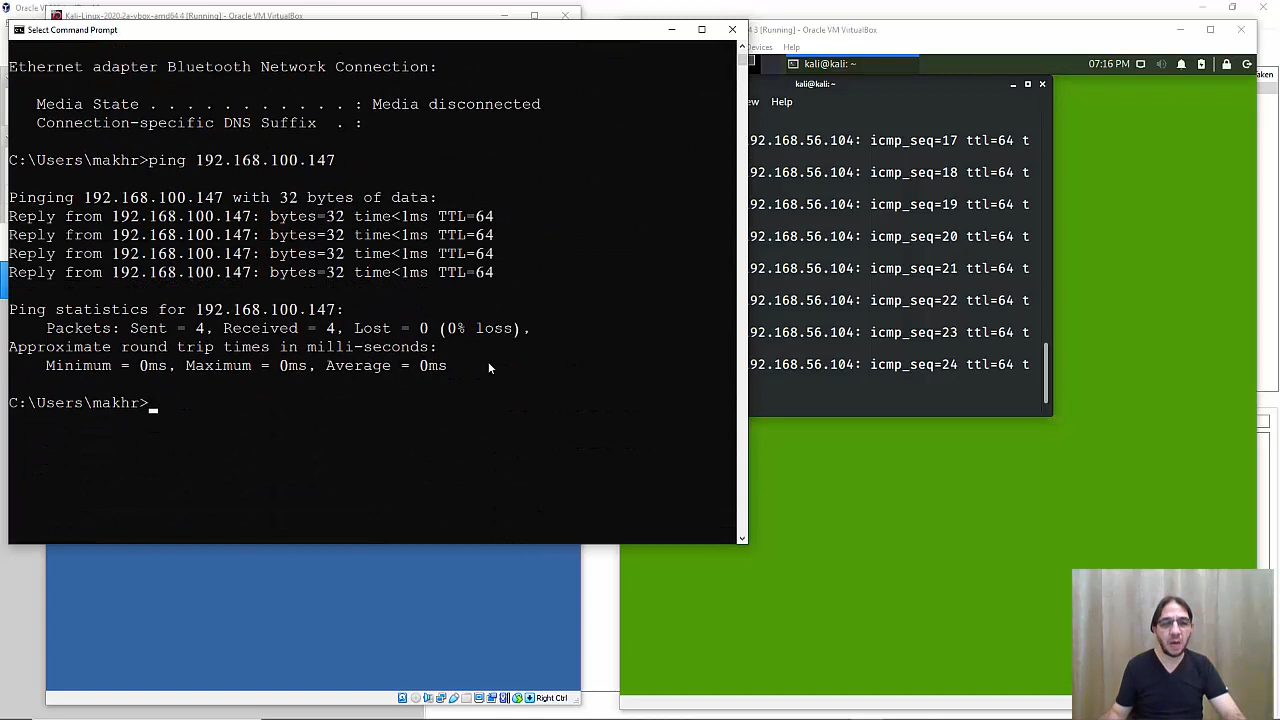 Oracle VM VirtualBox
Kali-Linux-2020.2a-vbox-amd64 4 [Running] - Oracle VM VirtualBox
Select Command Prompt
Ethernet adapter Bluetooth Network Connection:
Media State . . . . . . . . . . . : Media disconnected
Connection-specific DNS Suffix . :
C:\Users\makhr>ping 192.168.100.147
Pinging 192.168.100.147 with 32 bytes of data:
Reply from 192.168.100.147: bytes=32 time<1ms TTL=64
Reply from 192.168.100.147: bytes=32 time<1ms TTL=64
Reply from 192.168.100.147: bytes=32 time<1ms TTL=64
Reply from 192.168.100.147: bytes=32 time<1ms TTL=64
Ping statistics for 192.168.100.147:
Packets: Sent = 4, Received = 4, Lost = 0 (0% loss),
Approximate round trip times in milli-seconds:
Minimum = 0ms, Maximum = 0ms, Average = 0ms
C:\Users\makhr>
Right Ctrl
4 3 [Running] - Oracle VM VirtualBox
Devices Help
kali@kali: ~
07:16 PM
aken
kali@kali: ~
ew Help
92.168.56.104: icmp_seq=17 ttl=64 t
92.168.56.104: icmp_seq=18 ttl=64 t
92.168.56.104: icmp_seq=19 ttl=64 t
92.168.56.104: icmp_seq=20 ttl=64 t
92.168.56.104: icmp_seq=21 ttl=64 t
92.168.56.104: icmp_seq=22 ttl=64 t
92.168.56.104: icmp_seq=23 ttl=64 t
92.168.56.104: icmp_seq=24 ttl=64 t